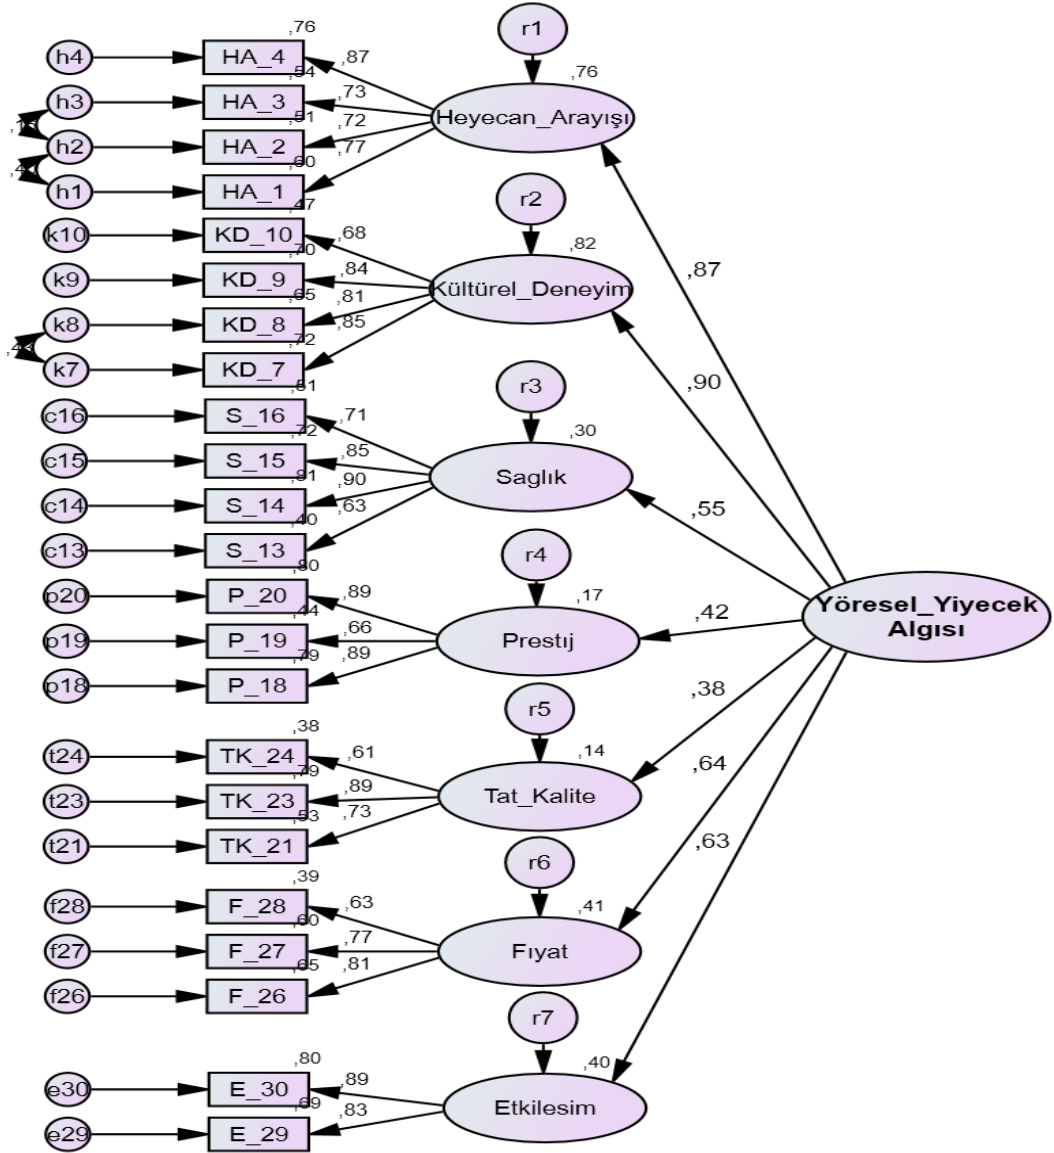 r1
,76
,76
h4
HA_4
,87
,54
h3
HA_3
,73
Heyecan_Arayışı
,51
h2
HA_2
,72
,60
h1
HA_1
,77
r2
,47
k10
KD_10
,68
,82
,70
k9
KD_9
,84
Kültürel_Deneyim
,65
k8
KD_8
,81
,72
k7
KD_7
,85
,87
,90
r3
,51
c16
S_16
,71
,30
,72
c15
S_15
,85
Saglık
,81
c14
S_14
,90
,40
c13
S_13
,63
,55
r4
,80
p20
P_20
,89
,17
,44
p19
P_19
,66
Prestıj
,79
p18
P_18
,89
,42
Yöresel_Yiyecek
Algısı
r5
,38
t24
TK_24
,61
,14
,79
t23
TK_23
,89
Tat_Kalite
,53
t21
TK_21
,73
,38
r6
,39
f28
F_28
,63
,41
,60
f27
F_27
,77
Fıyat
,65
f26
F_26
,81
,64
r7
,80
e30
E_30
,89
,40
,69
e29
E_29
,83
Etkilesim
,63